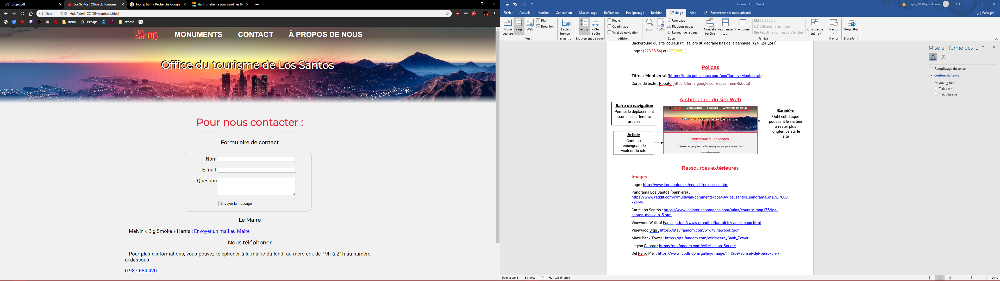 projet.pdf
Los Santos : Office du tourisme
tooltip html - Recherche Google
dans un shéma sous word, les flè
Fichier
C:/GitHub/html_CODIN/contact.html
Instru
Tizbaga
exposé
LOS SANTOS
MONUMENTS
CONTACT
À PROPOS DE NOUS
Office du tourisme de Los Santos
Pour nous contacter :
Formulaire de contact
Nom
E-mail
Question
Envoyer le message
Le Maire
Melvin « Big Smoke » Harris : Envoyer un mail au Maire
Nous téléphoner
Pour plus d'informations, vous pouvez téléphoner à la mairie du lundi au mercredi, de 19h à 21h au numéro
ci-dessous :
0 987 654 420
Document1 - Word
tagazy189@gmail.com
T
Fichier
Accueil
Insertion
Conception
Mise en page
Références
Publipostage
Révision
Affichage
Aide
Rechercher des outils adaptés
Partager
Mode Lecture
Page
Web
Plan
Brouillon
Vues
Lecteur immersif
Immersion
Vertical
Côte à côte
Mouvement de page
Règle
Quadrillage
Volet de navigation
Afficher
Zoom
100%
Une page
Plusieurs pages
Largeur de la page
Zoom
Nouvelle fenêtre
Réorganiser tout
Fractionner
Côte à côte
Défilement synchrone
Rétablir la position de la fenêtre
Fenêtre
Changer de fenêtre
Macros
Macros
Propriétés
SharePoint
Background du site, couleur utilisé lors du dégradé bas de la bannière : (241,241,241)
Logo : (228,36,54) et (227,205,1)
Polices
Titres : Montserrat (https://fonts.googleapis.com/css?family=Montserrat)
Corps de texte : Roboto (https://fonts.google.com/specimen/Roboto)
Architecture du site Web
Barre de navigation
Permet le déplacement
parmi les différents
articles
Article
Contenu
renseignant le
visiteur du site
MONUMENTS
CONTACT
À PROPOS DE NOUS
Office du tourisme de Los Santos
Bienvenue à Los Santos !
" Welcome to Los Santos, where sneezing will get you a wanted level "
Informations générales
Bannière
Outil esthétique
poussant le visiteur
à rester plus
longtemps sur le
site
Ressources extérieures
Images
Logo : http://www.los-santos.eu/english/presse_en.htm
Panorama Los Santos (bannière) :
https://www.reddit.com/r/multiwall/comments/bbe40y/los_santos_panorama_gta_v_7680
x2160/
Carte Los Santos : https://www.lahistoriaconmapas.com/atlas/country-map175/los-
santos-map-gta-5.htm
Vinewood Walk of Fame : https://www.grandtheftauto5.fr/easter-eggs.html
Vinewood Sign : https://gtav.fandom.com/wiki/Vinewood_Sign
Maze Bank Tower : https://gta.fandom.com/wiki/Maze_Bank_Tower
Legion Square : https://gta.fandom.com/wiki/Legion_Square
Del Perro Pier : https://www.lcpdfr.com/gallery/image/111209-sunset-del-perro-pier/
Mise en forme des ...
Remplissage du texte
Contour du texte
Aucun trait
Trait plein
Trait dégradé
Page 2 sur 3
158 mots
Français (France)
100 %